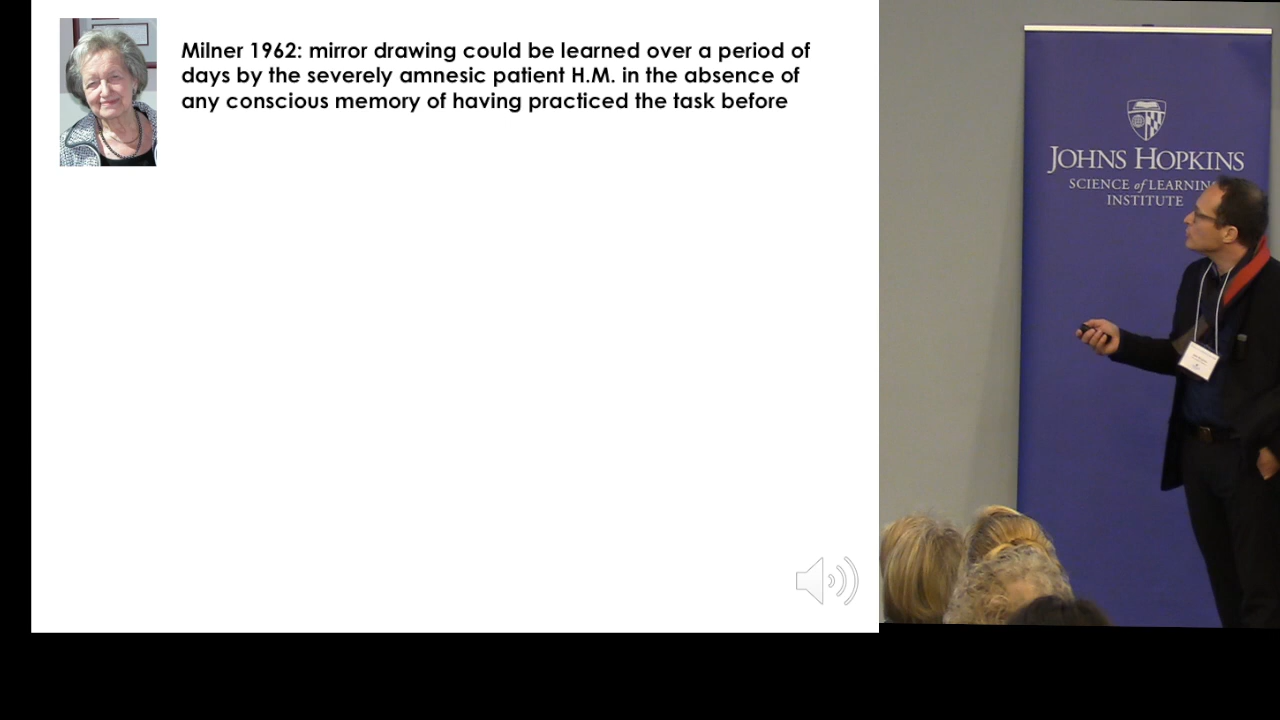 Milner 1962: mirror drawing could be learned over a period of
days by the severely amnesic patient H.M. in the absence of
any conscious memory of having practiced the task before
JOHNS HOPKINS
SCIENCE of LEARNING
INSTITUTE